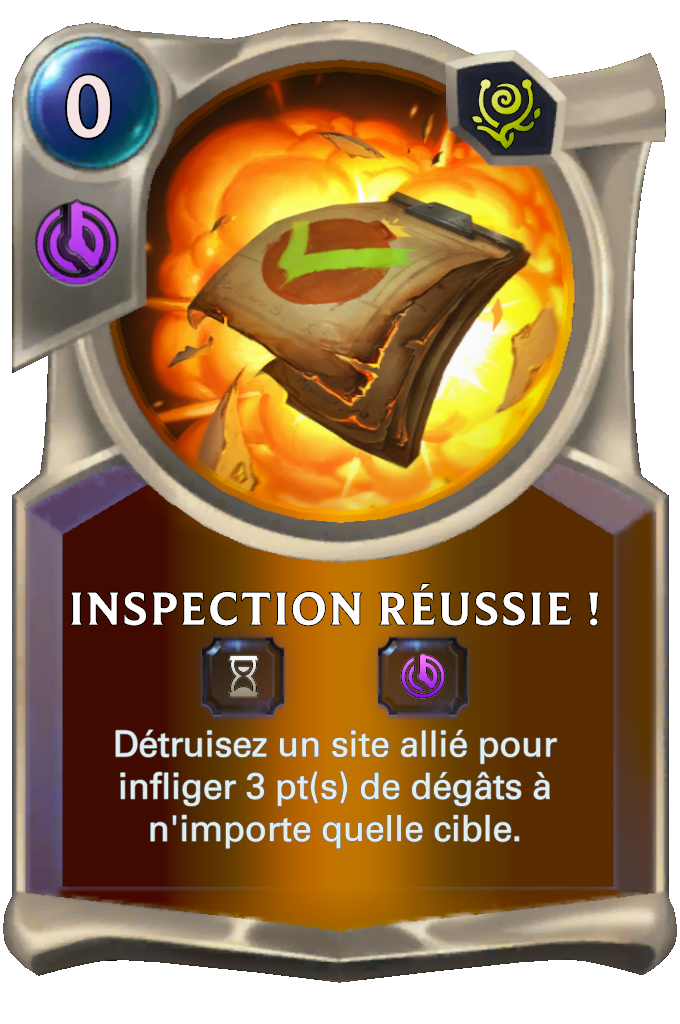 0
INSPECTION RÉUSSIE !
Détruisez un site allié pour
infliger 3 pt(s) de dégâts à
n'importe quelle cible.